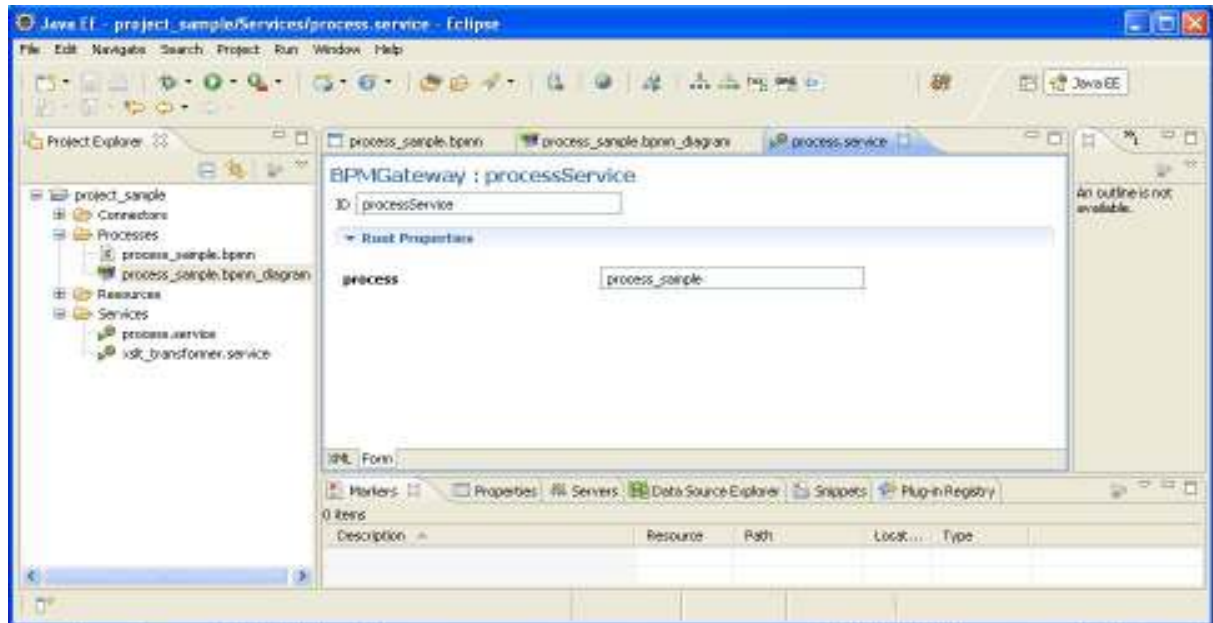 Java EE - project_sample/Services/process.service - Eclipse
File Edit Navigate Search Project Run Window Help
Java EE
Project Explorer
process_sample.bpmn
process_sample.bpmn_diagram
process.service
project_sample
Connectors
Processes
process_sample.bpmn
process_sample.bpmn_diagram
Resources
Services
process.service
xslt_transformer.service
BPMGateway : processService
ID processService
Root Properties
process process_sample
XML Form
An outline is not
available.
Markers Properties Servers Data Source Explorer Snippets Plug-in Registry
0 items
Description Resource Path Locat... Type